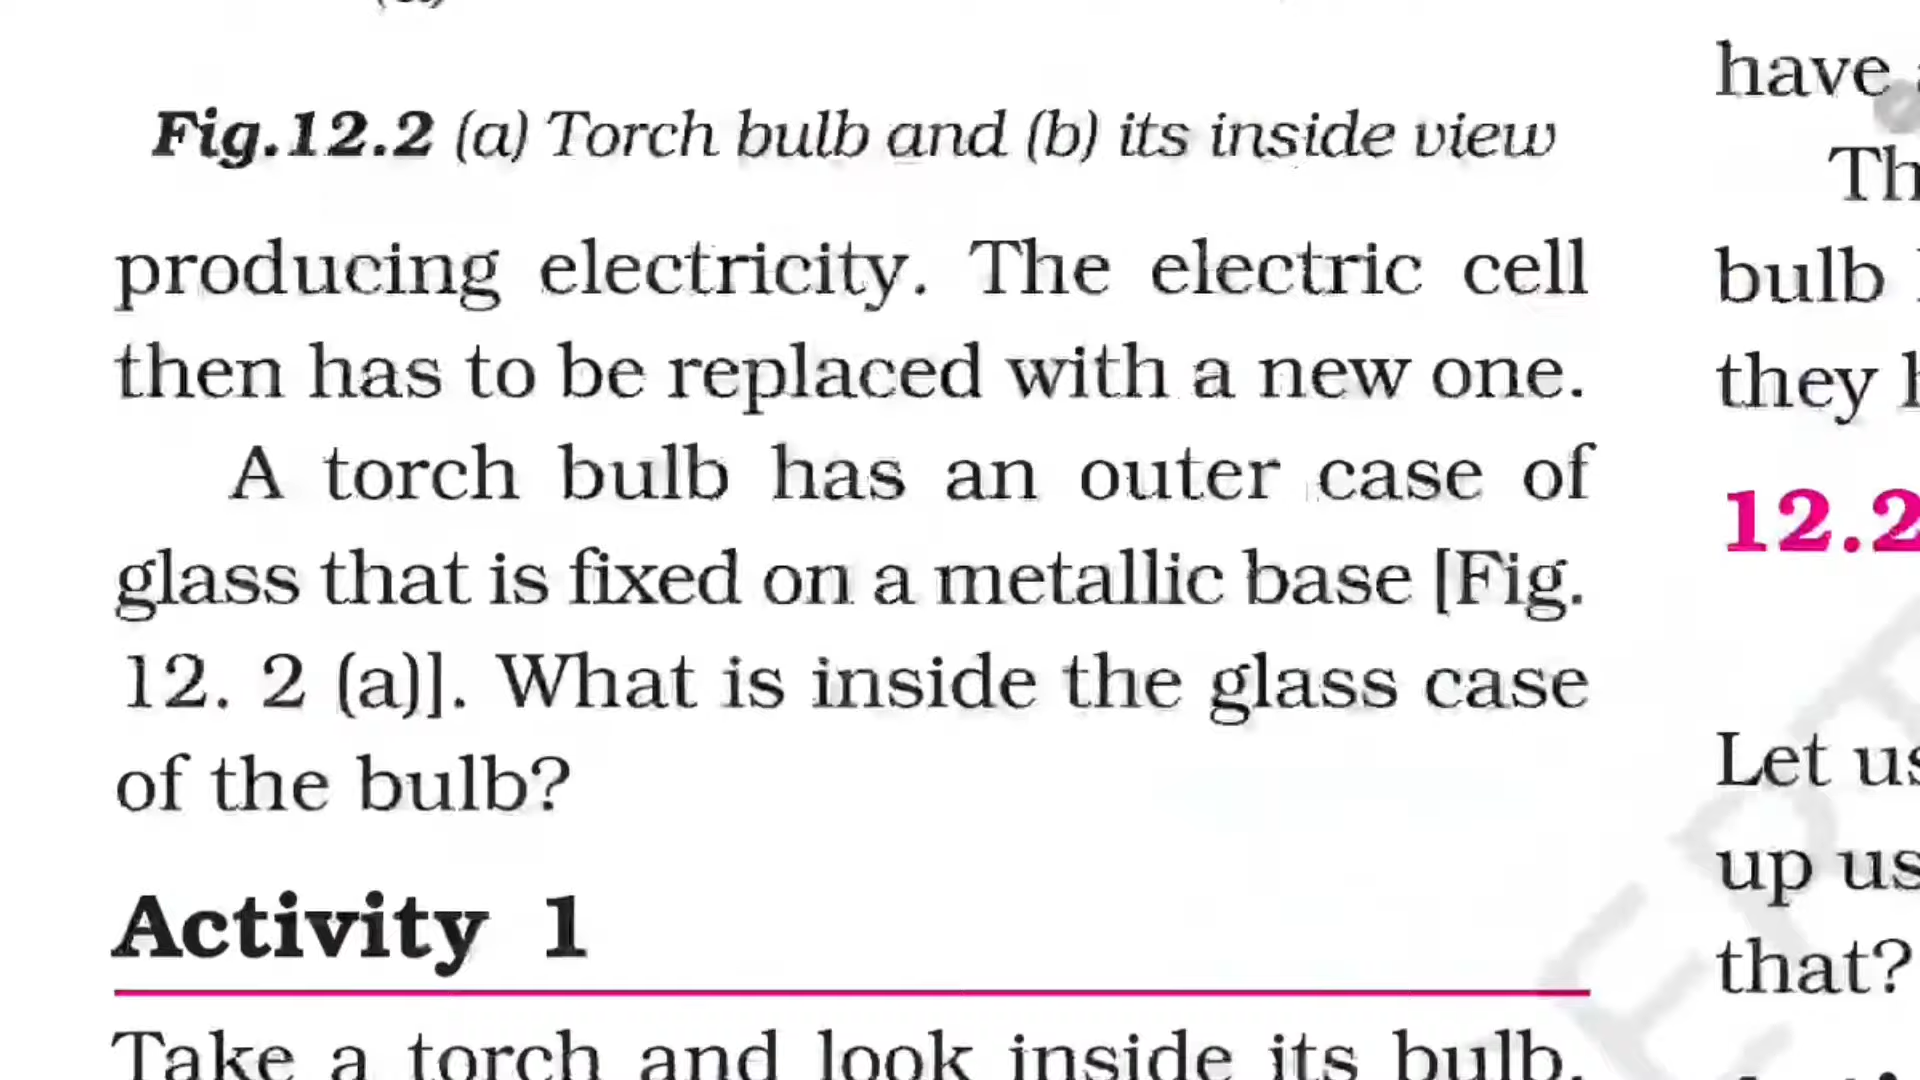 Fig.12.2 (a) Torch bulb and (b) its inside view
producing electricity. The electric cell
then has to be replaced with a new one.
A torch bulb has an outer case of
glass that is fixed on a metallic base [Fig.
12. 2 (a)]. What is inside the glass case
of the bulb?
Activity 1
Take a torch and look inside its bulb.
have
Th
bulb
they
12.2
Let us
up us
that?